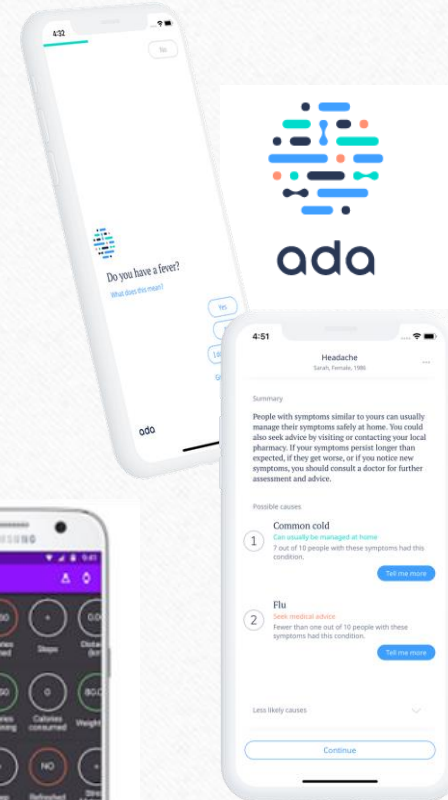 4:32
No
Do you have a fever?
What does this mean?
Yes
ada
ada
4:51
Headache
Sarah, Female, 1986
Summary
People with symptoms similar to yours can usually
manage their symptoms safely at home. You could
also seek advice by visiting or contacting your local
pharmacy. If your symptoms persist longer than
expected, if they get worse, or if you notice new
symptoms, you should consult a doctor for further
assessment and advice.
Possible causes
1
Common cold
Can usually be managed at home
7 out of 10 people with these symptoms had this
condition.
Tell me more
2
Flu
Seek medical advice
Fewer than one out of 10 people with these
symptoms had this condition.
Tell me more
Less likely causes
Continue
9:41
Steps
0
Calories
consumed
Weight
NO
Refreshed